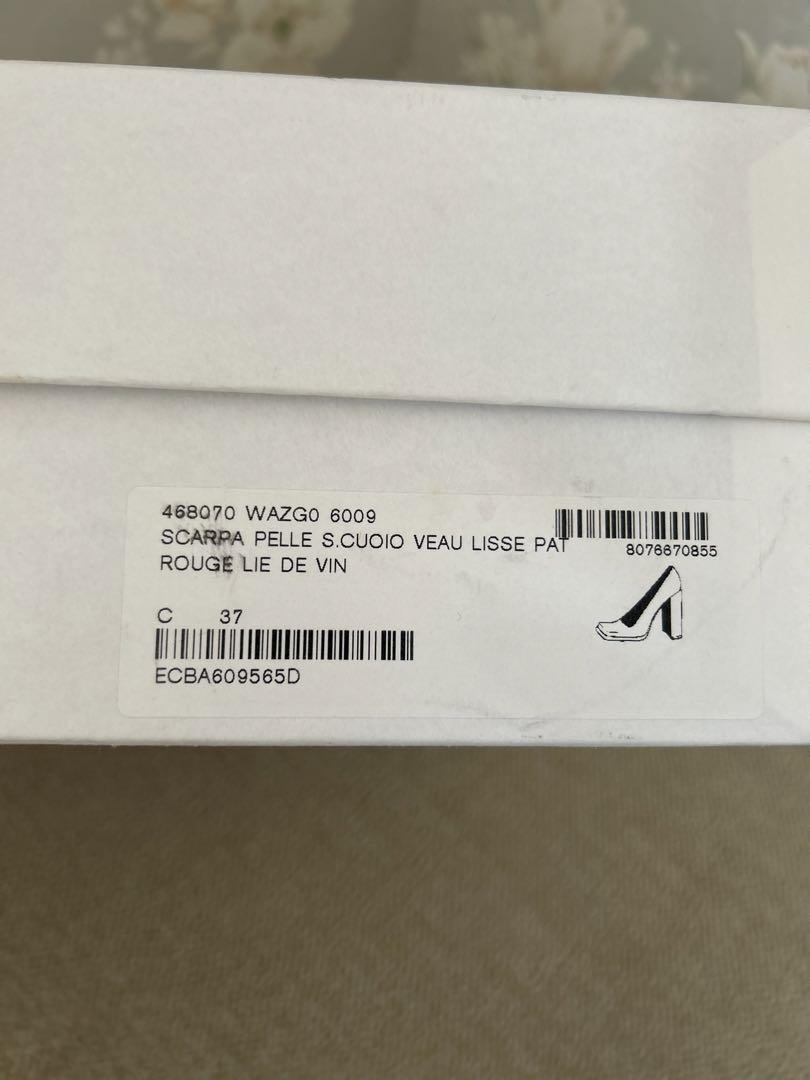 468070 WAZG0 6009
SCARPA PELLE S.CUOIO VEAU LISSE PAT
8076670855
ROUGE LIE DE VIN
C 37
ECBA609565D